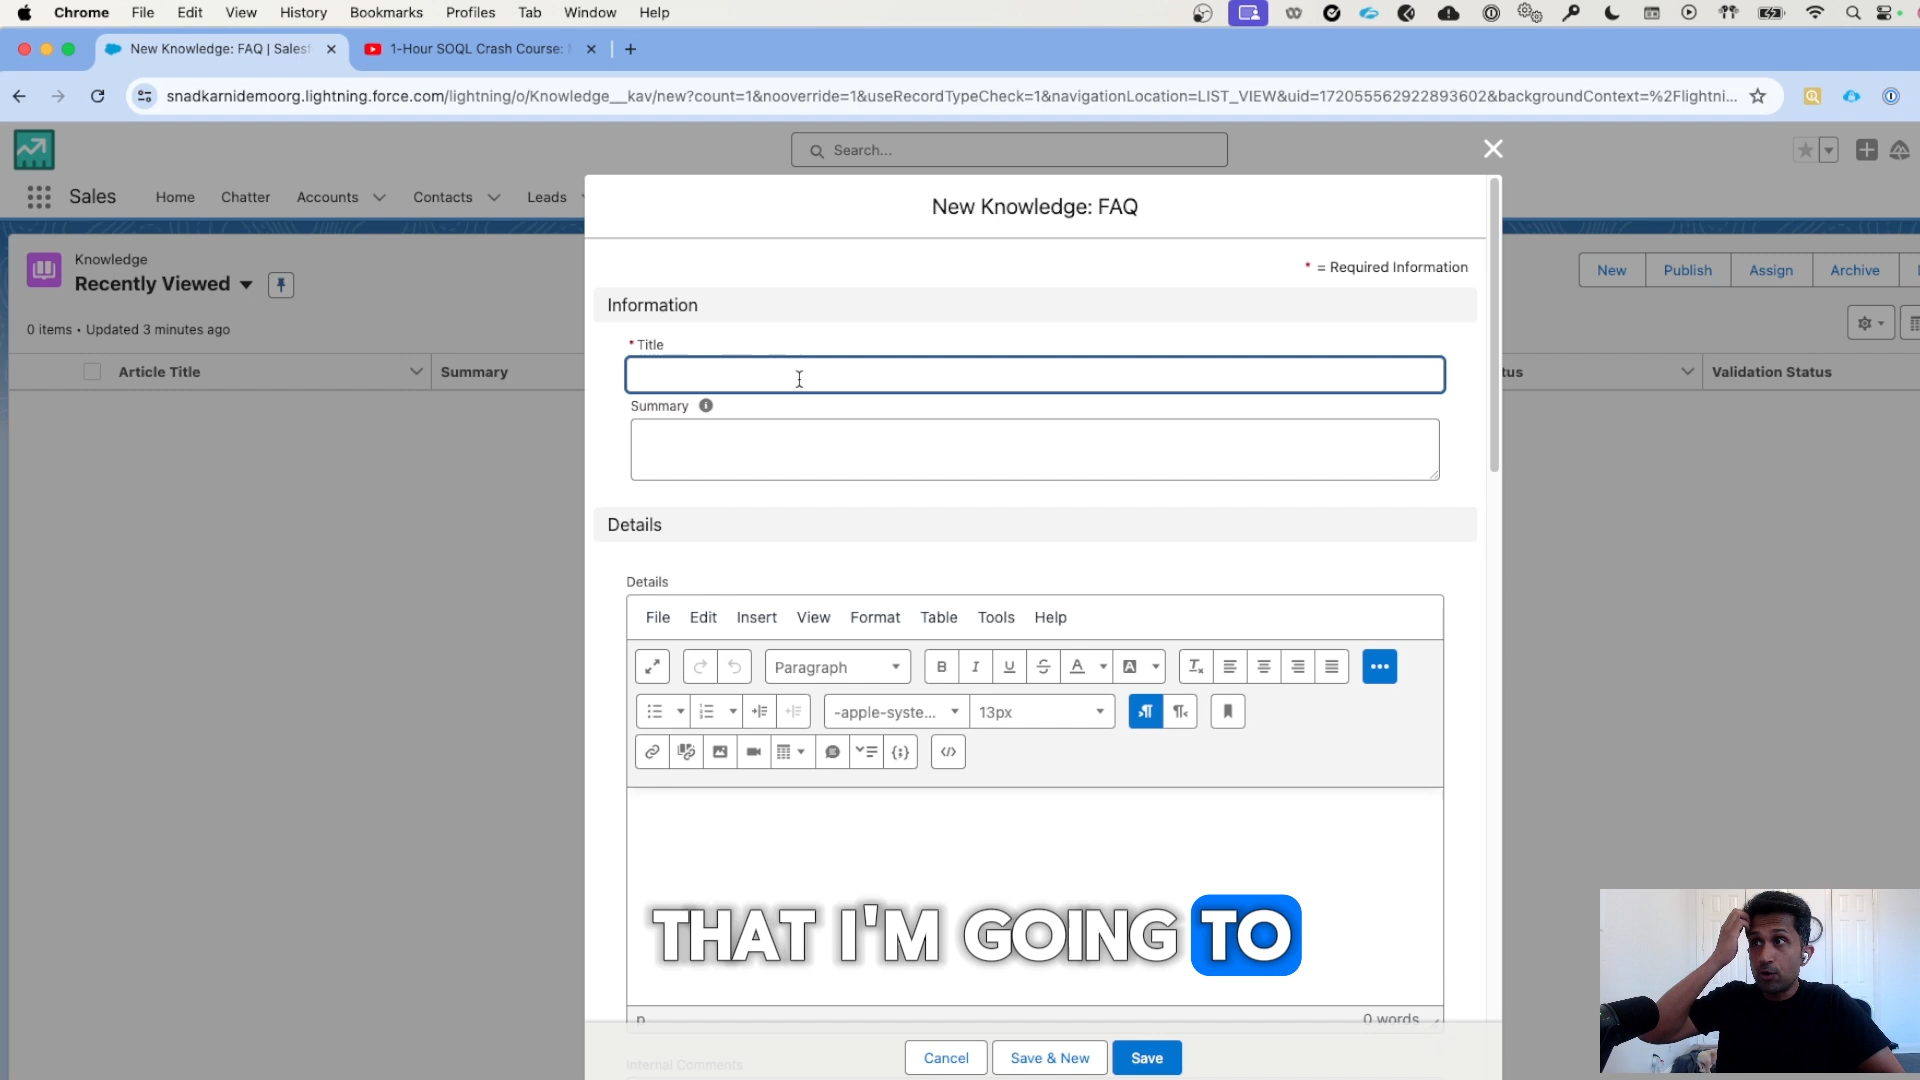 Chrome File Edit View History Bookmarks Profiles Tab Window Help
New Knowledge: FAQ | Salesf
1-Hour SOQL Crash Course:
snadkarnidemoorg.lightning.force.com/lightning/o/Knowledge__kav/new?count=1&nooverride=1&useRecordTypeCheck=1&navigationLocation=LIST_VIEW&uid=172055562922893602&backgroundContext=%2Flightni...
Search...
Sales Home Chatter Accounts Contacts Leads
New Knowledge: FAQ
* = Required Information
Knowledge
Recently Viewed
0 items • Updated 3 minutes ago
New Publish Assign Archive
Article Title Summary tus Validation Status
Information
* Title
Summary
Details
Details
File Edit Insert View Format Table Tools Help
Paragraph
-apple-syste... 13px
THAT I'M GOING TO
p 0 words
Internal Comments
Cancel Save & New Save